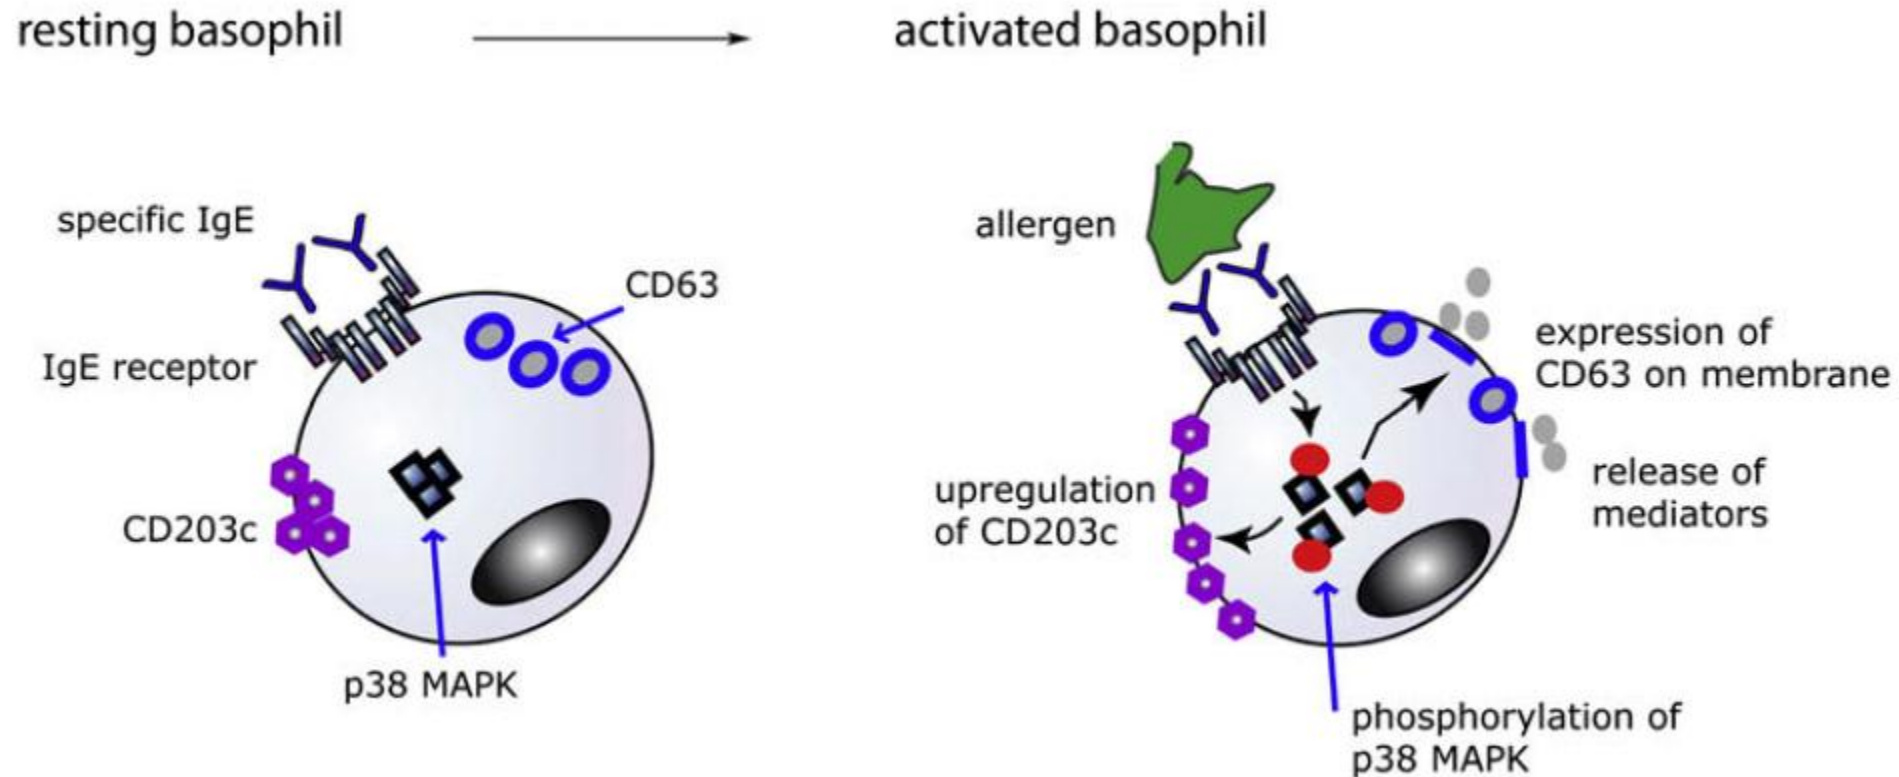 resting basophil
activated basophil
specific IgE
CD63
IgE receptor
CD203c
p38 MAPK
allergen
expression of
CD63 on membrane
upregulation
of CD203c
release of
mediators
phosphorylation of
p38 MAPK